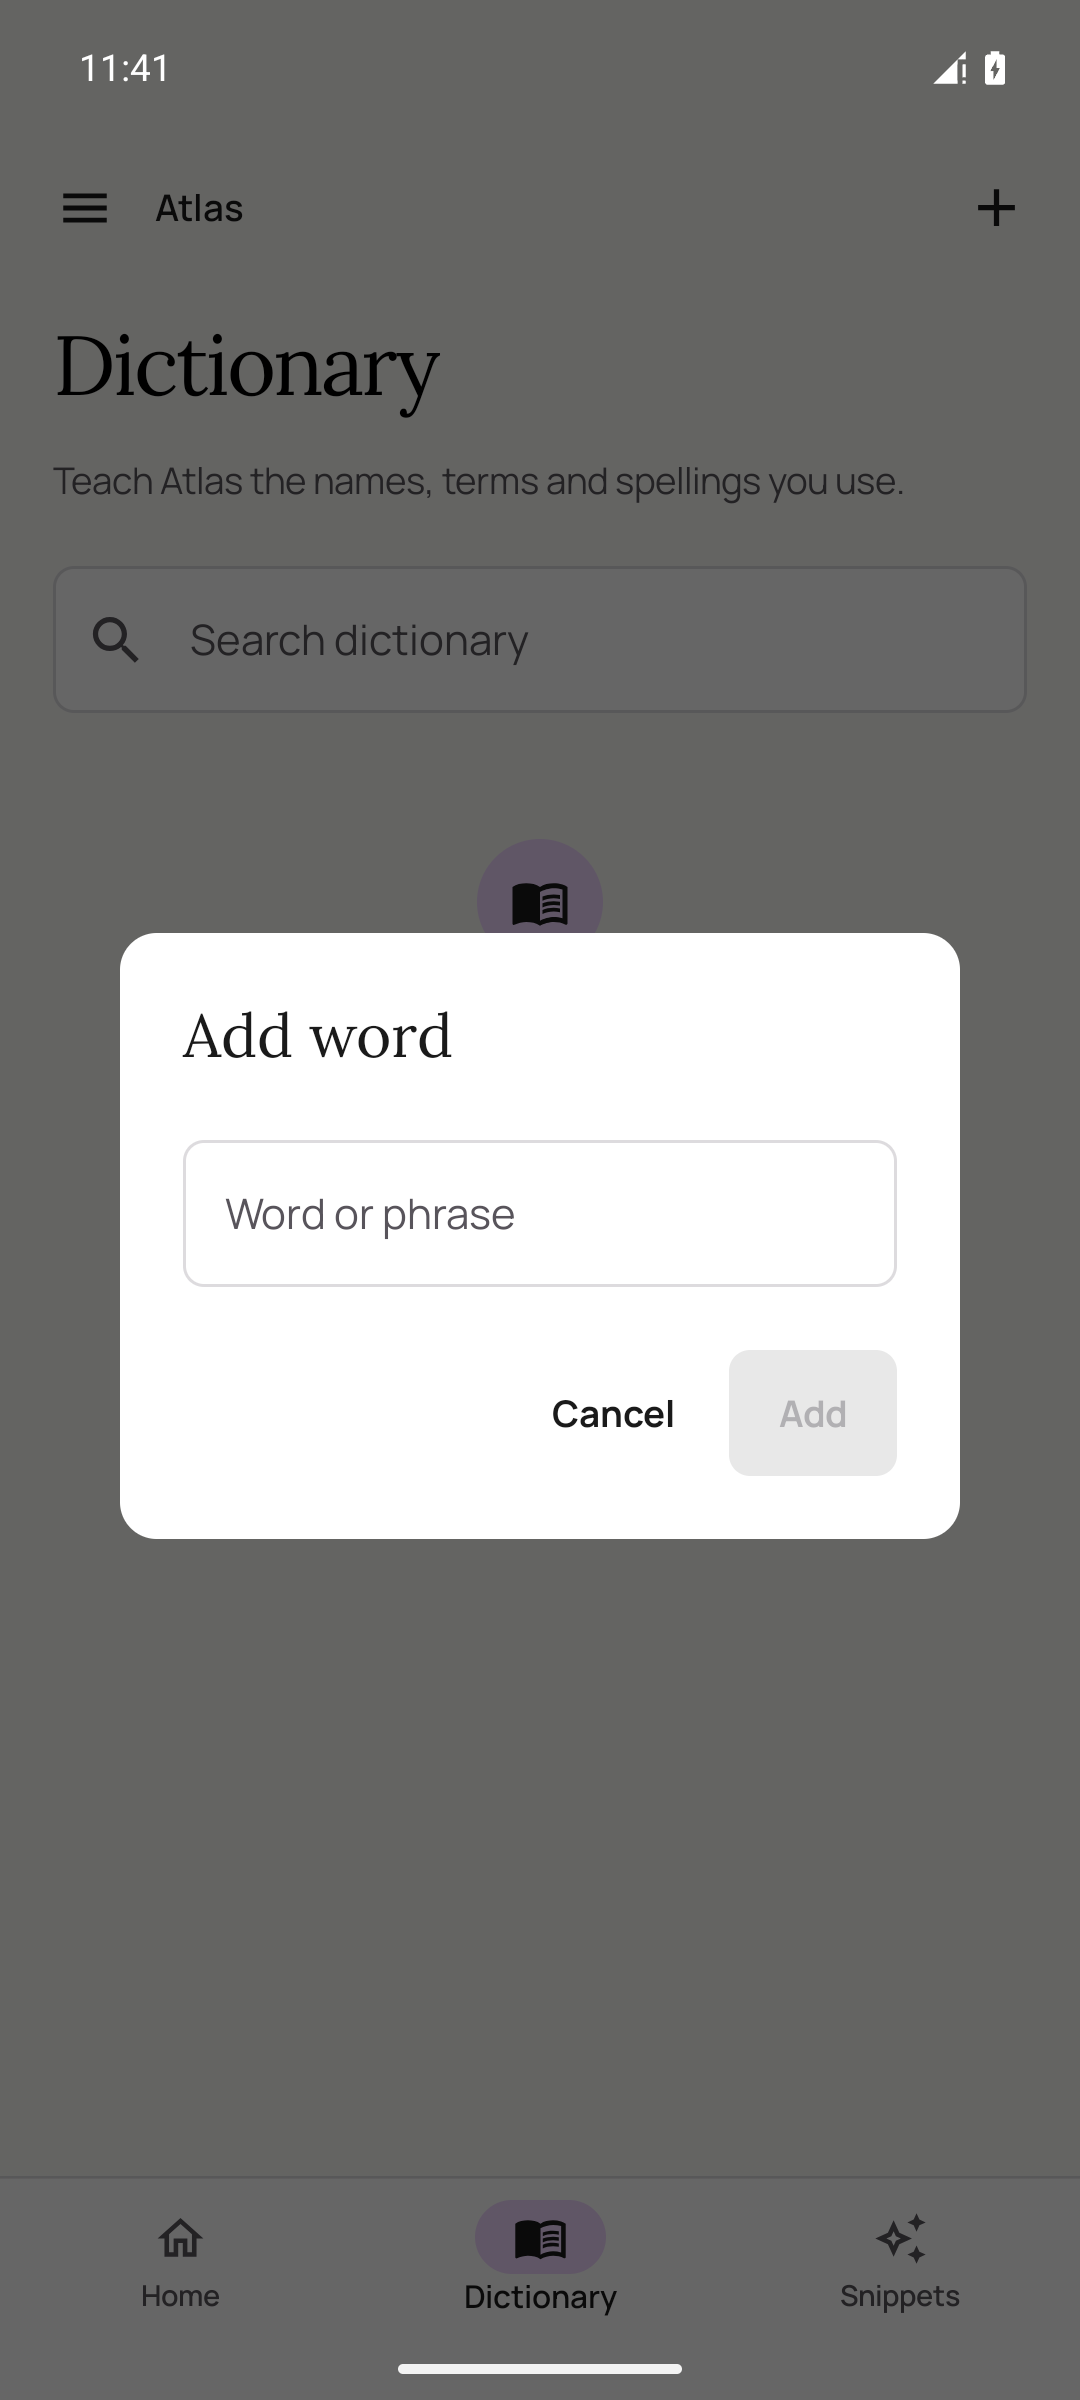 11:41
Atlas
Dictionary
Teach Atlas the names, terms and spellings you use.
Search dictionary
Add word
Word or phrase
Cancel
Add
Home
Dictionary
Snippets